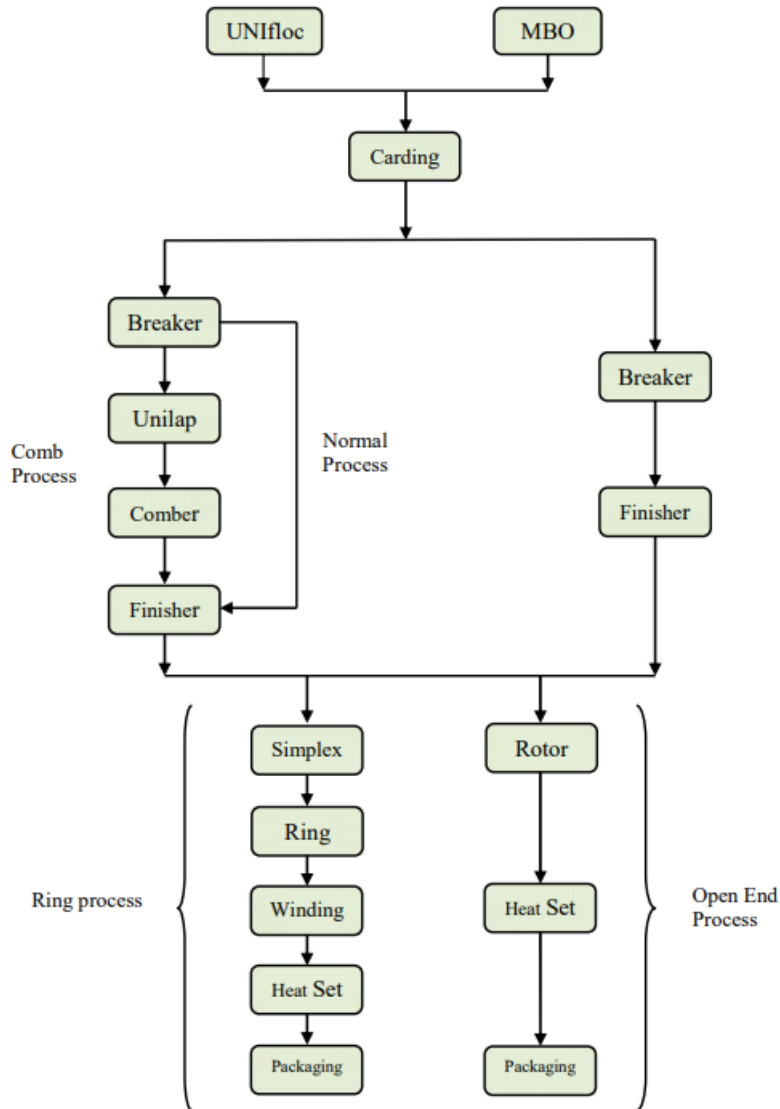 UNIfloc
MBO
Carding
Breaker
Breaker
Unilap
Comb
Process
Normal
Process
Comber
Finisher
Finisher
Simplex
Rotor
Ring
Ring process
Winding
Heat Set
Open End
Process
Heat Set
Packaging
Packaging